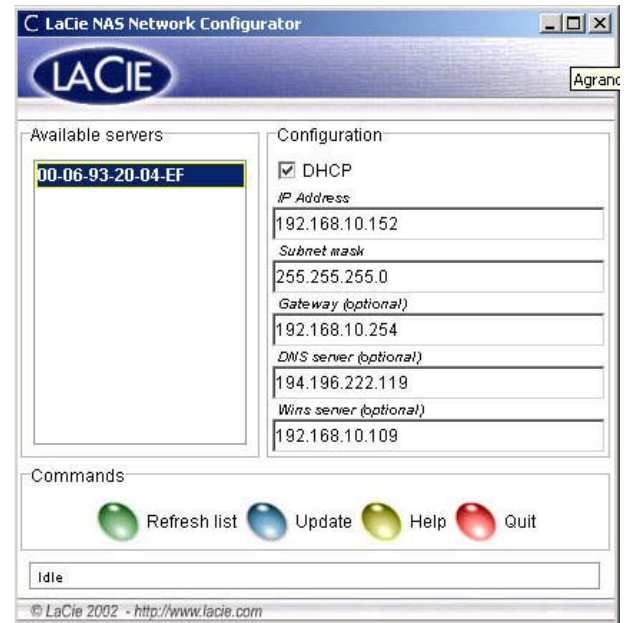 LaCie NAS Network Configurator
LACIE
Agrand
Available servers
Configuration
00-06-93-20-04-EF
DHCP
IP Address
192.168.10.152
Subnet mask
255.255.255.0
Gateway (optional)
192.168.10.254
DNS server (optional)
194.196.222.119
Wins server (optional)
192.168.10.109
Commands
Refresh list
Update
Help
Quit
Idle
© LaCie 2002 - http://www.lacie.com